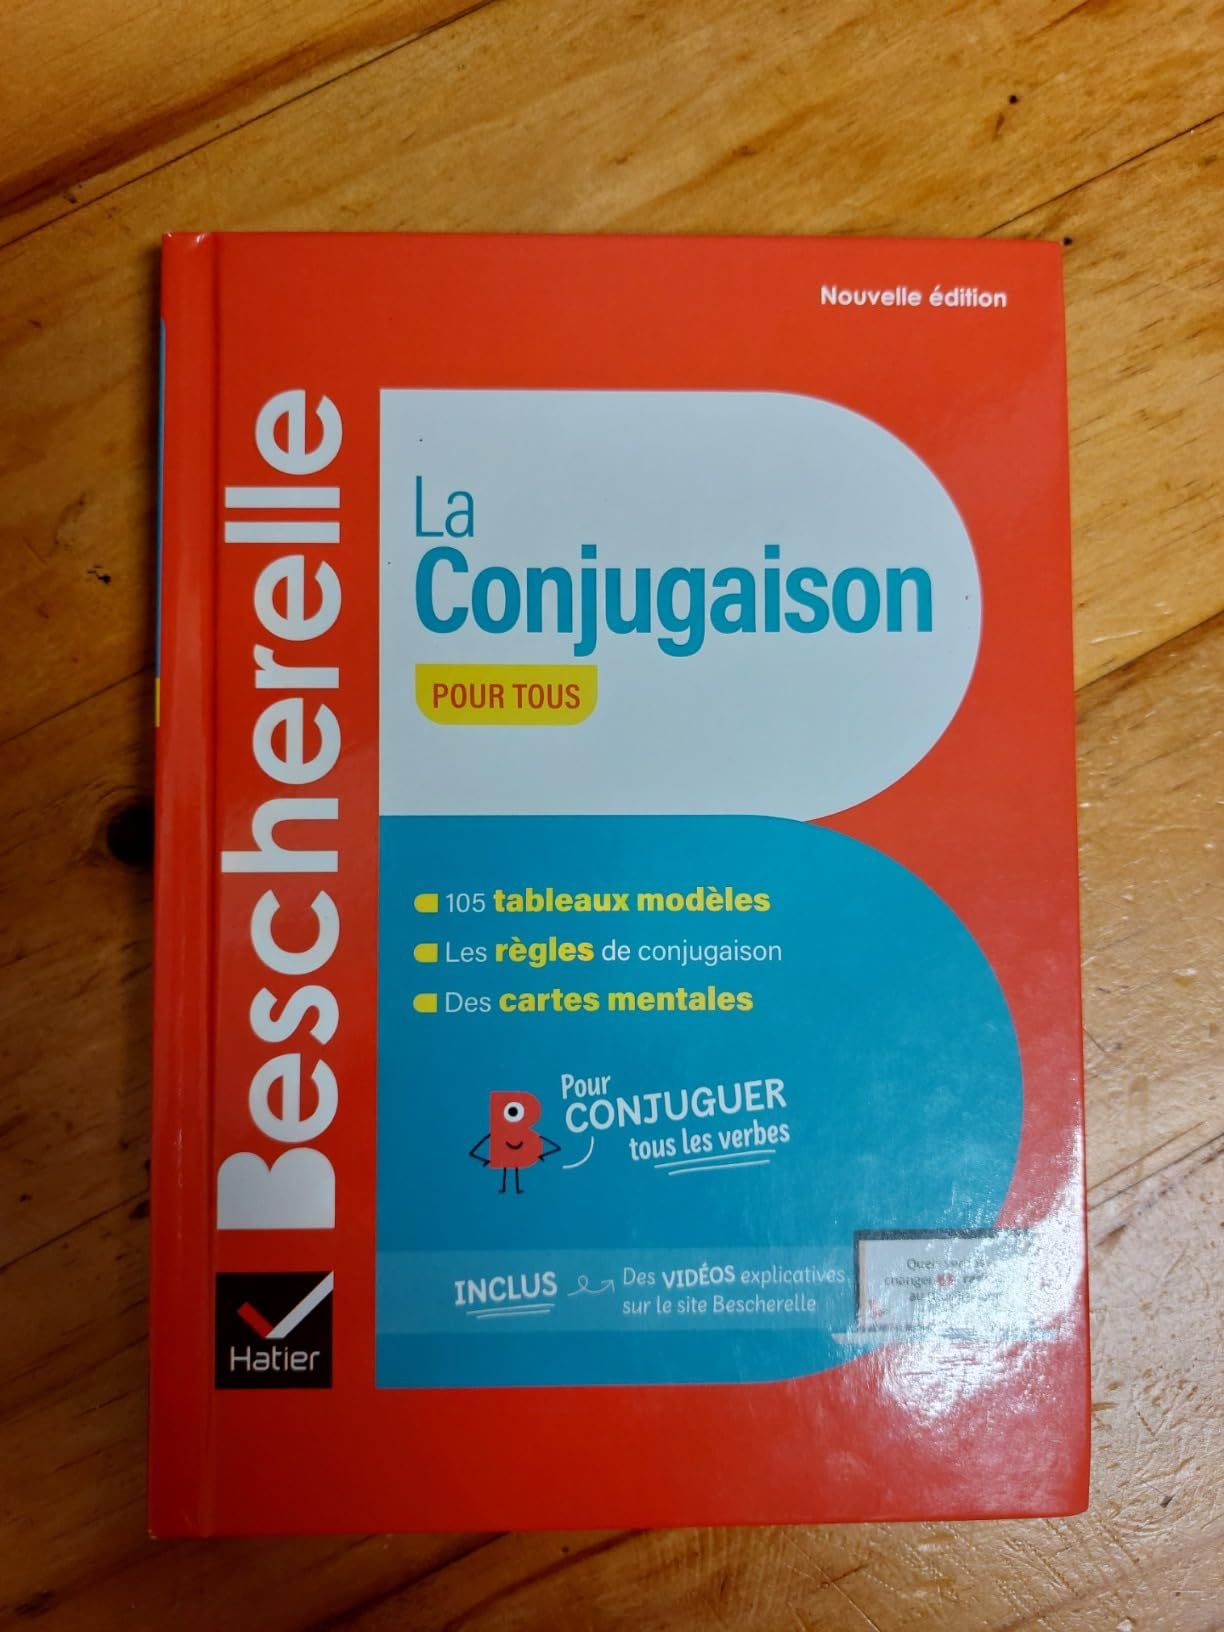 Nouvelle édition
Bescherelle
La
Conjugaison
POUR TOUS
105 tableaux modèles
Les règles de conjugaison
Des cartes mentales
Pour
CONJUGUER
tous les verbes
INCLUS
Des VIDÉOS explicatives
sur le site Bescherelle
changer
Hatier